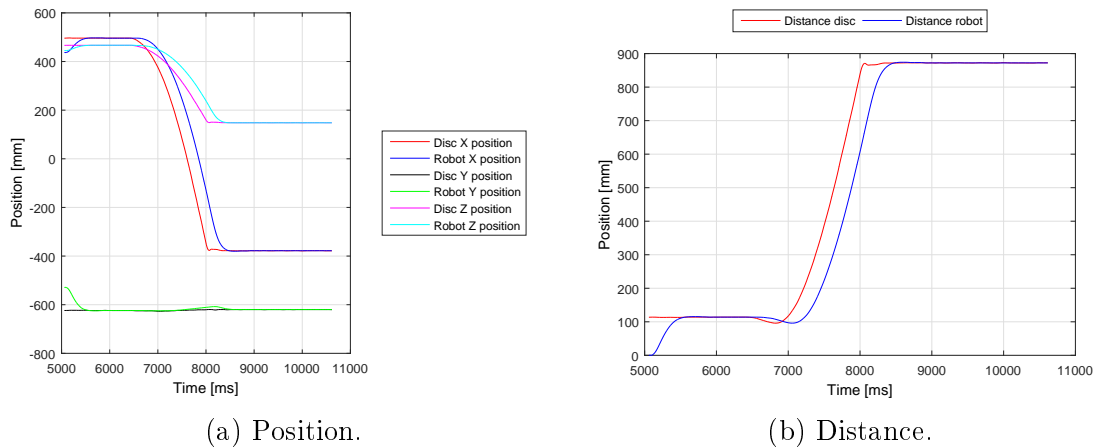 600
400
200
0
-200
-400
-600
-800
Position [mm]
5000 6000 7000 8000 9000 10000 11000
Time [ms]
Disc X position
Robot X position
Disc Y position
Robot Y position
Disc Z position
Robot Z position
(a) Position.
Distance disc Distance robot
900
800
700
600
500
400
300
200
100
0
Position [mm]
5000 6000 7000 8000 9000 10000 11000
Time [ms]
(b) Distance.